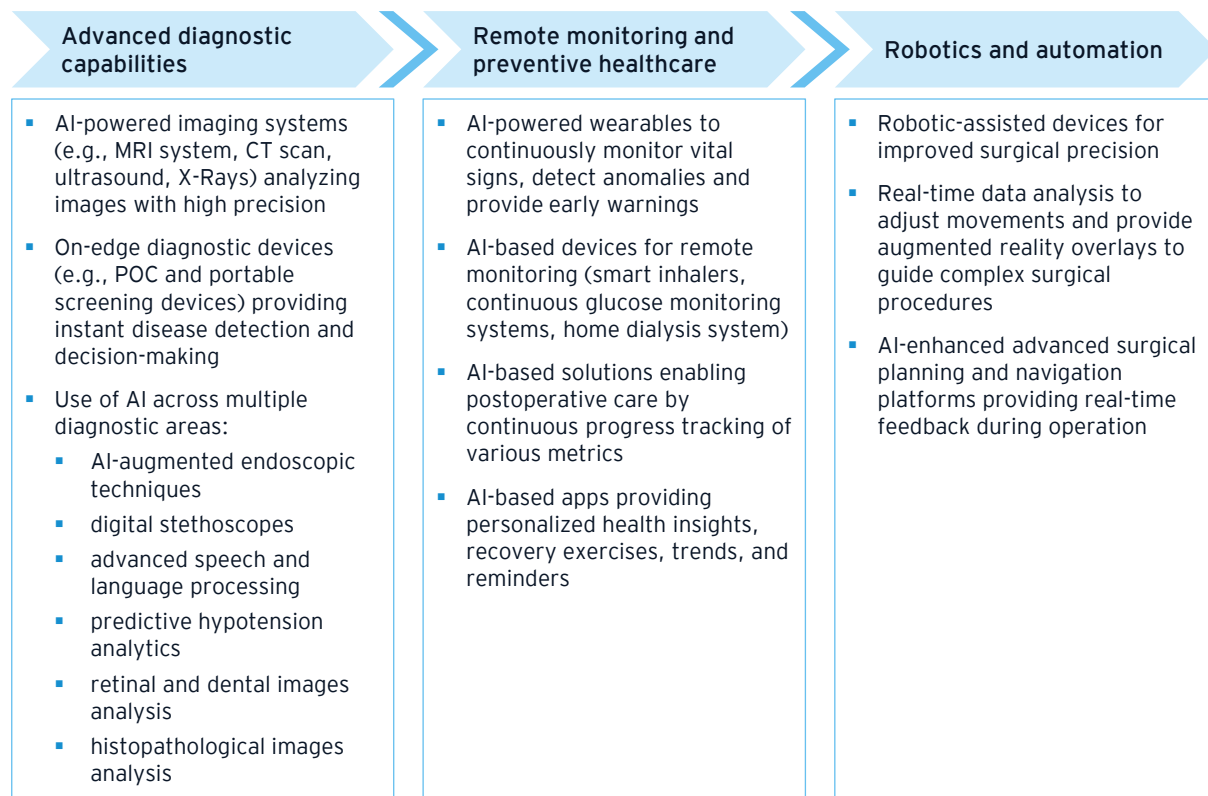 Advanced diagnostic
capabilities
AI-powered imaging systems
(e.g., MRI system, CT scan,
ultrasound, X-Rays) analyzing
images with high precision
On-edge diagnostic devices
(e.g., POC and portable
screening devices) providing
instant disease detection and
decision-making
Use of AI across multiple
diagnostic areas:
AI-augmented endoscopic
techniques
digital stethoscopes
advanced speech and
language processing
predictive hypotension
analytics
retinal and dental images
analysis
histopathological images
analysis
Remote monitoring and
preventive healthcare
AI-powered wearables to
continuously monitor vital
signs, detect anomalies and
provide early warnings
AI-based devices for remote
monitoring (smart inhalers,
continuous glucose monitoring
systems, home dialysis system)
AI-based solutions enabling
postoperative care by
continuous progress tracking of
various metrics
AI-based apps providing
personalized health insights,
recovery exercises, trends, and
reminders
Robotics and automation
Robotic-assisted devices for
improved surgical precision
Real-time data analysis to
adjust movements and provide
augmented reality overlays to
guide complex surgical
procedures
AI-enhanced advanced surgical
planning and navigation
platforms providing real-time
feedback during operation